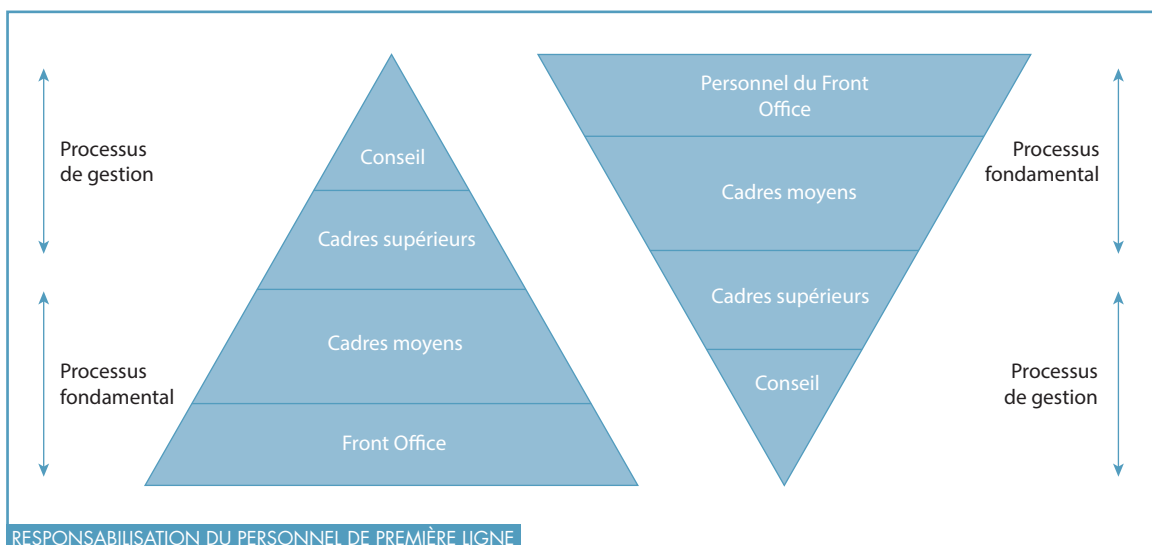 Processus
de gestion
Processus
fondamental
Conseil
Cadres supérieurs
Cadres moyens
Front Office
Personnel du Front
Office
Cadres moyens
Cadres supérieurs
Conseil
Processus
fondamental
Processus
de gestion
RESPONSABILISATION DU PERSONNEL DE PREMIÈRE LIGNE